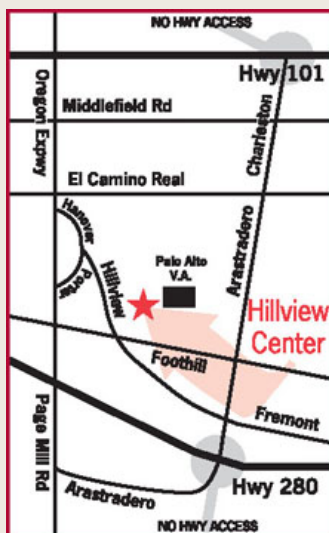 NO HWY ACCESS
Hwy 101
Oregon Expwy
Middlefield Rd
Charleston
El Camino Real
Hanover
Porter
Hillview
Palo Alto
V.A.
Arastradero
Hillview
Center
Foothill
Fremont
Page Mill Rd
Arastradero
Hwy 280
NO HWY ACCESS